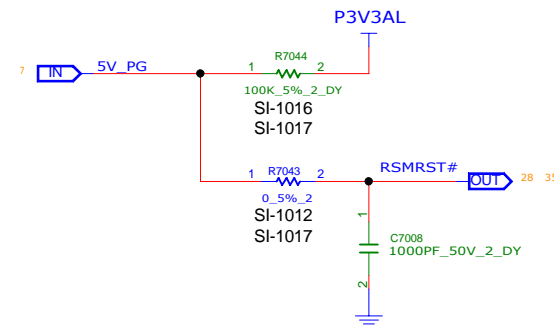 P3V3AL
7 IN 5V_PG
1 R7044 2
100K_5%_2_DY
SI-1016
SI-1017
1 R7043 2
0_5%_2
SI-1012
SI-1017
RSMRST# OUT 28 35
1
C7008
1000PF_50V_2_DY
2